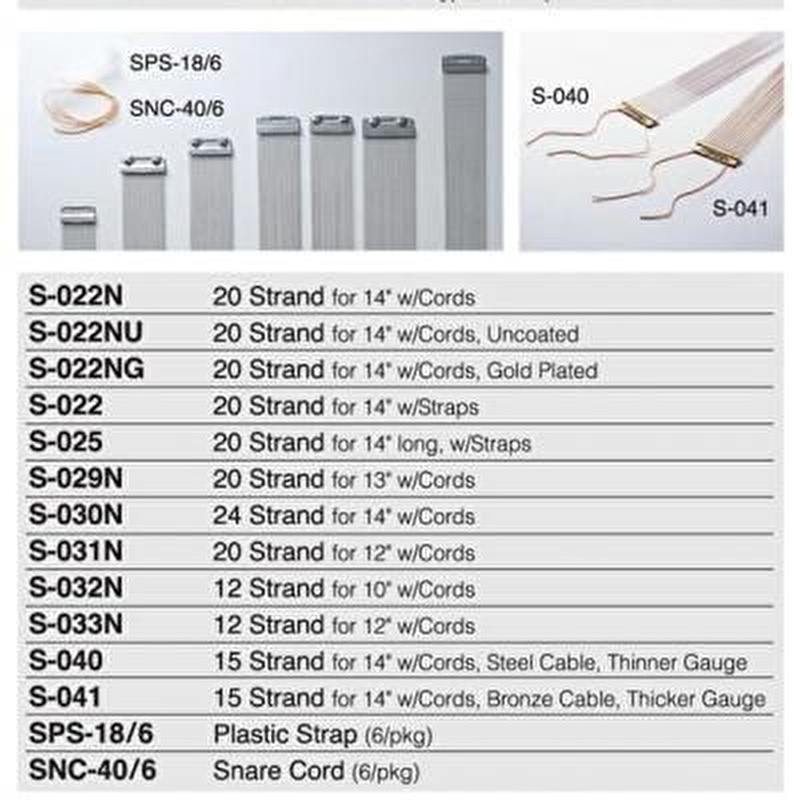 SPS-18/6
SNC-40/6
S-040
S-041
S-022N 20 Strand for 14" w/Cords
S-022NU 20 Strand for 14" w/Cords, Uncoated
S-022NG 20 Strand for 14" w/Cords, Gold Plated
S-022 20 Strand for 14" w/Straps
S-025 20 Strand for 14" long, w/Straps
S-029N 20 Strand for 13" w/Cords
S-030N 24 Strand for 14" w/Cords
S-031N 20 Strand for 12" w/Cords
S-032N 12 Strand for 10" w/Cords
S-033N 12 Strand for 12" w/Cords
S-040 15 Strand for 14" w/Cords, Steel Cable, Thinner Gauge
S-041 15 Strand for 14" w/Cords, Bronze Cable, Thicker Gauge
SPS-18/6 Plastic Strap (6/pkg)
SNC-40/6 Snare Cord (6/pkg)